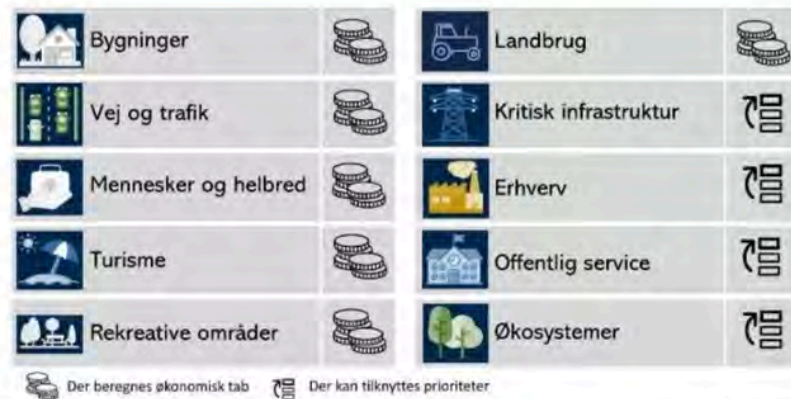 Bygninger
Vej og trafik
Mennesker og helbred
Turisme
Rekreative områder
Landbrug
Kritisk infrastruktur
Erhverv
Offentlig service
Økosystemer
Der beregnes økonomisk tab
Der kan tilknyttes prioriteter